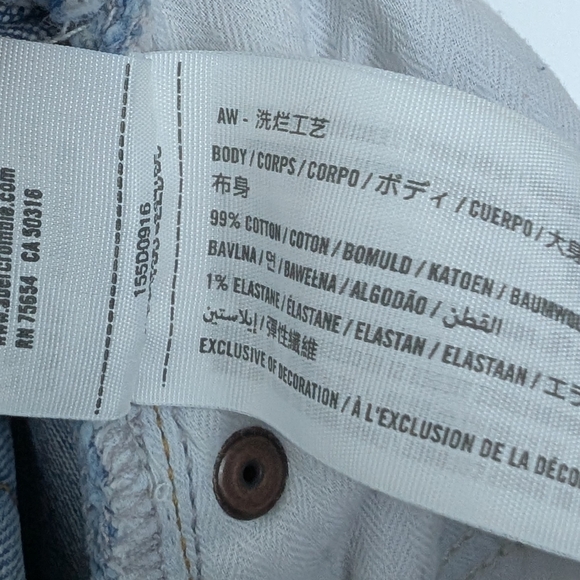 www.abercrombie.com
RN 75654 CA 50316
155D0916
AW - 洗烂工艺
BODY / CORPS / CORPO / ボディ / CUERPO / 大身
布身
99% COTTON / COTON / BOMULD / KATOEN / BAUMWO
BAVLNA / 면 / BAWEŁNA / ALGODÃO / القطن
1% ELASTANE / ÉLASTANE / ELASTAN / ELASTAAN / エラ
إيلاستين / 彈性纖維
EXCLUSIVE OF DECORATION / À L'EXCLUSION DE LA DÉCO